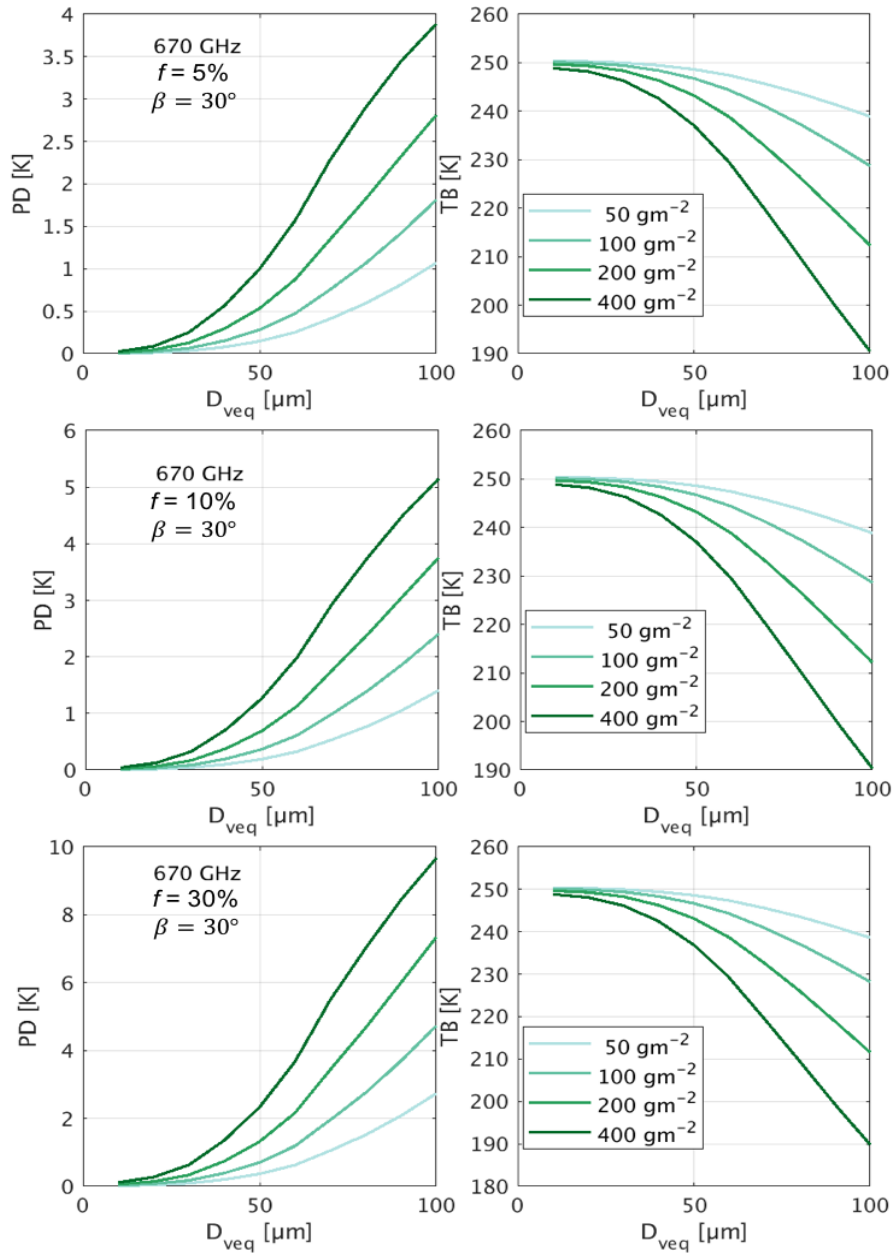 4
3.5
3
2.5
2
1.5
1
0.5
0
PD [K]
670 GHz
f = 5%
β = 30°
0 50 100
D_veq [µm]
260
250
240
230
220
210
200
190
TB [K]
50 gm⁻²
100 gm⁻²
200 gm⁻²
400 gm⁻²
0 50 100
D_veq [µm]
6
5
4
3
2
1
0
PD [K]
670 GHz
f = 10%
β = 30°
0 50 100
D_veq [µm]
260
250
240
230
220
210
200
190
TB [K]
50 gm⁻²
100 gm⁻²
200 gm⁻²
400 gm⁻²
0 50 100
D_veq [µm]
10
8
6
4
2
0
PD [K]
670 GHz
f = 30%
β = 30°
0 50 100
D_veq [µm]
260
250
240
230
220
210
200
190
180
TB [K]
50 gm⁻²
100 gm⁻²
200 gm⁻²
400 gm⁻²
0 50 100
D_veq [µm]